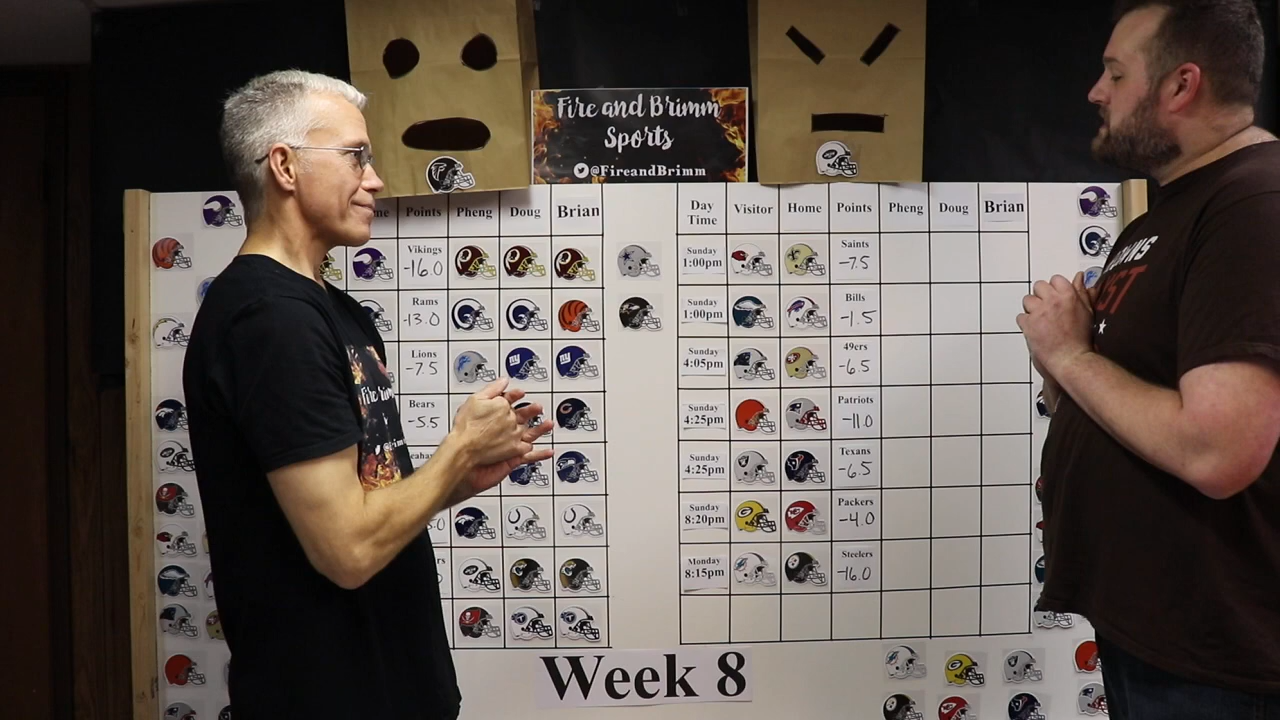 Fire and Brimm
Sports
@FireandBrimm
me Points Pheng Doug Brian
Vikings
-16.0
Rams
-13.0
Lions
-7.5
Bears
-5.5
Day
Time Visitor Home Points Pheng Doug Brian
Sunday
1:00pm
Saints
-7.5
Sunday
1:00pm
Bills
-1.5
Sunday
4:05pm
49ers
-6.5
Sunday
4:25pm
Patriots
-11.0
Sunday
4:25pm
Texans
-6.5
Sunday
8:20pm
Packers
-4.0
Monday
8:15pm
Steelers
-16.0
Week 8